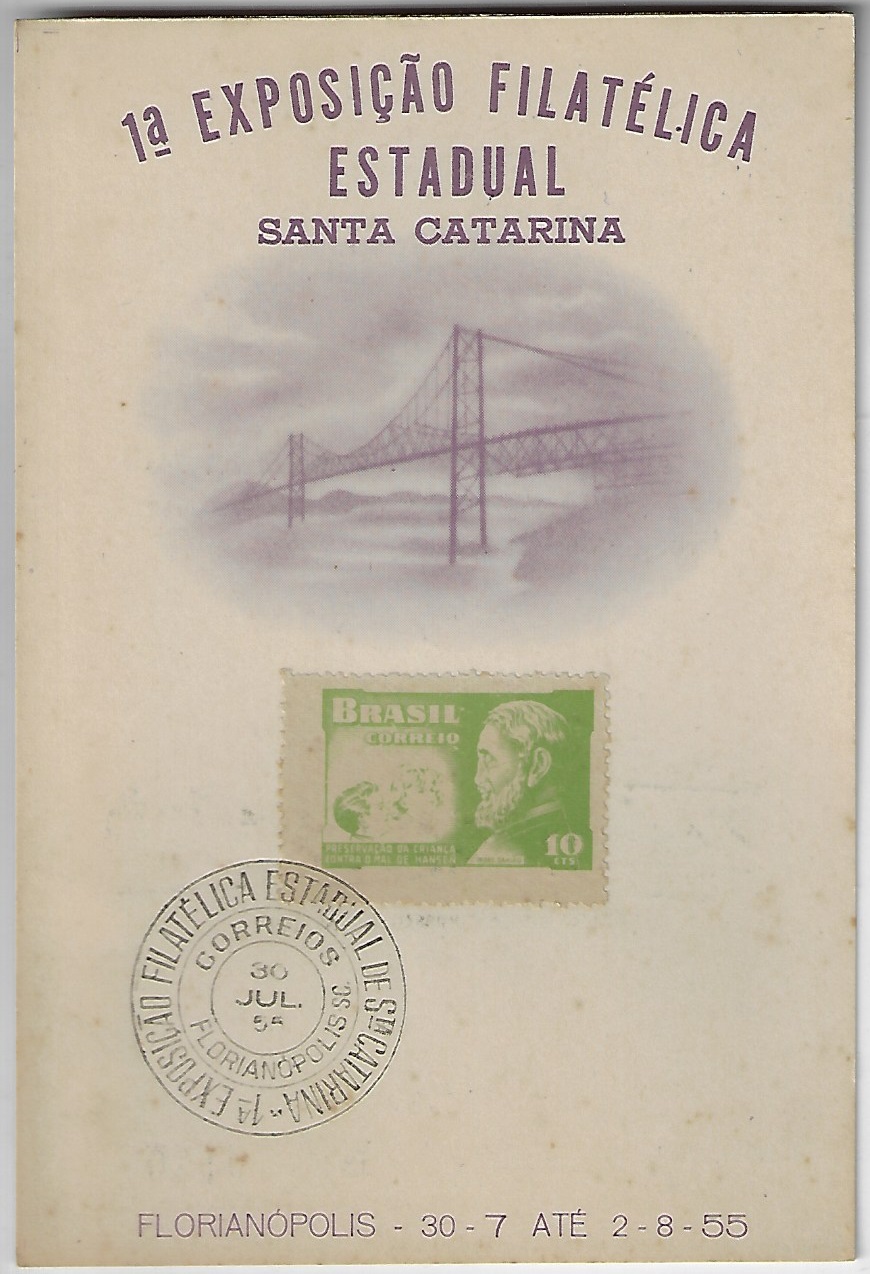 1ª EXPOSIÇÃO FILATÉLICA
ESTADUAL
SANTA CATARINA
BRASIL
CORREIO
PRESERVAÇÃO DA CRIANÇA
CONTRA O MAL DE HANSEN
10
CTS
1ª EXPOSIÇÃO FILATÉLICA ESTADUAL DE STA CATARINA
CORREIOS
30
JUL.
FLORIANÓPOLIS SC.
FLORIANÓPOLIS - 30 - 7 ATÉ 2 - 8 - 55